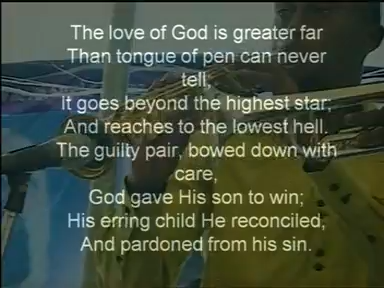 The love of God is greater far
Than tongue of pen can never
tell,
It goes beyond the highest star;
And reaches to the lowest hell.
The guilty pair, bowed down with
care,
God gave His son to win;
His erring child He reconciled,
And pardoned from his sin.